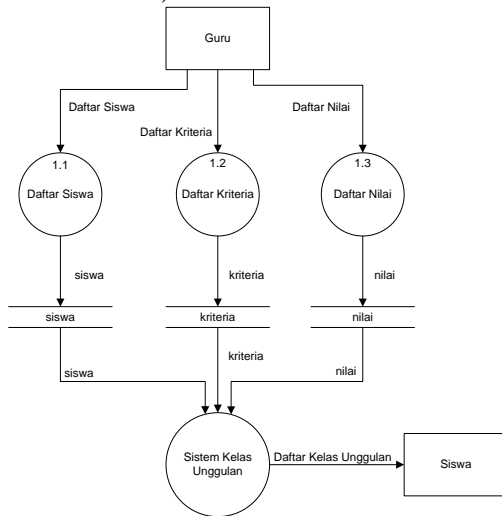 )
Guru
Daftar Siswa
Daftar Nilai
Daftar Kriteria
1.1
Daftar Siswa
1.2
Daftar Kriteria
1.3
Daftar Nilai
siswa
kriteria
nilai
siswa
kriteria
nilai
kriteria
siswa
nilai
Sistem Kelas
Unggulan
Daftar Kelas Unggulan
Siswa